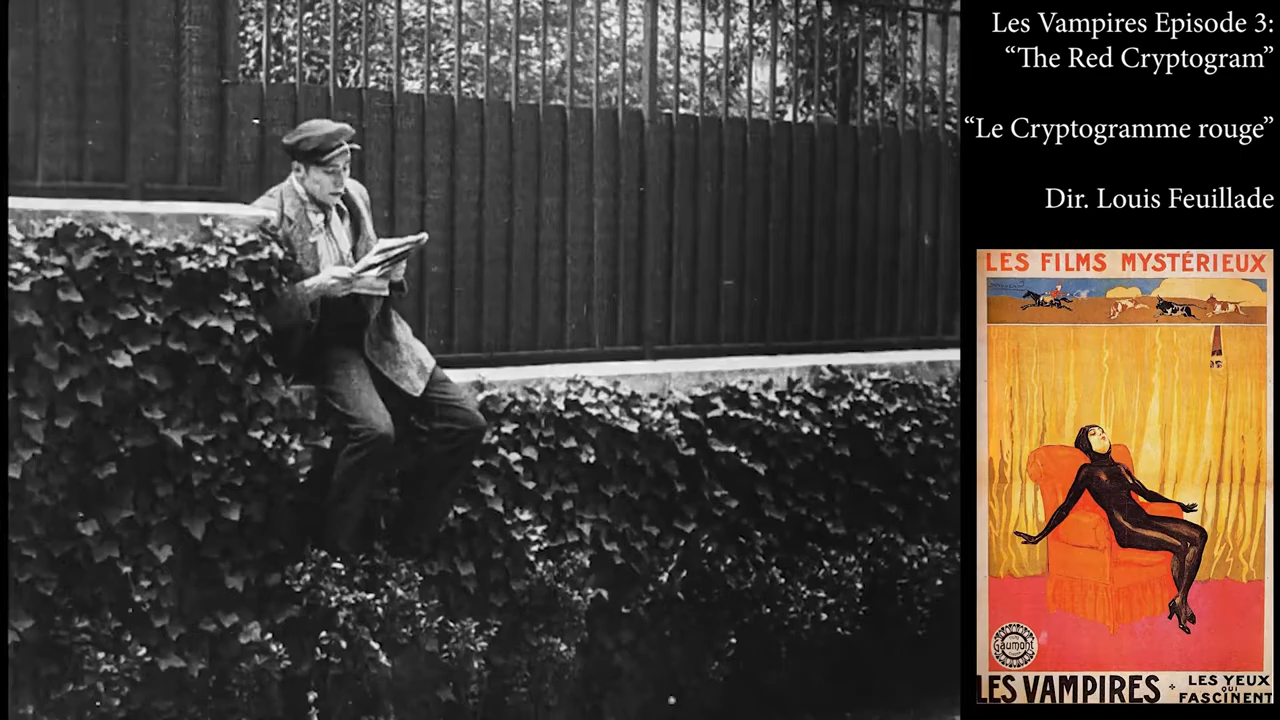 Les Vampires Episode 3:
“The Red Cryptogram”
“Le Cryptogramme rouge”
Dir. Louis Feuillade
LES FILMS MYSTÉRIEUX
Gaumont
LES VAMPIRES
LES YEUX
QUI
FASCINENT